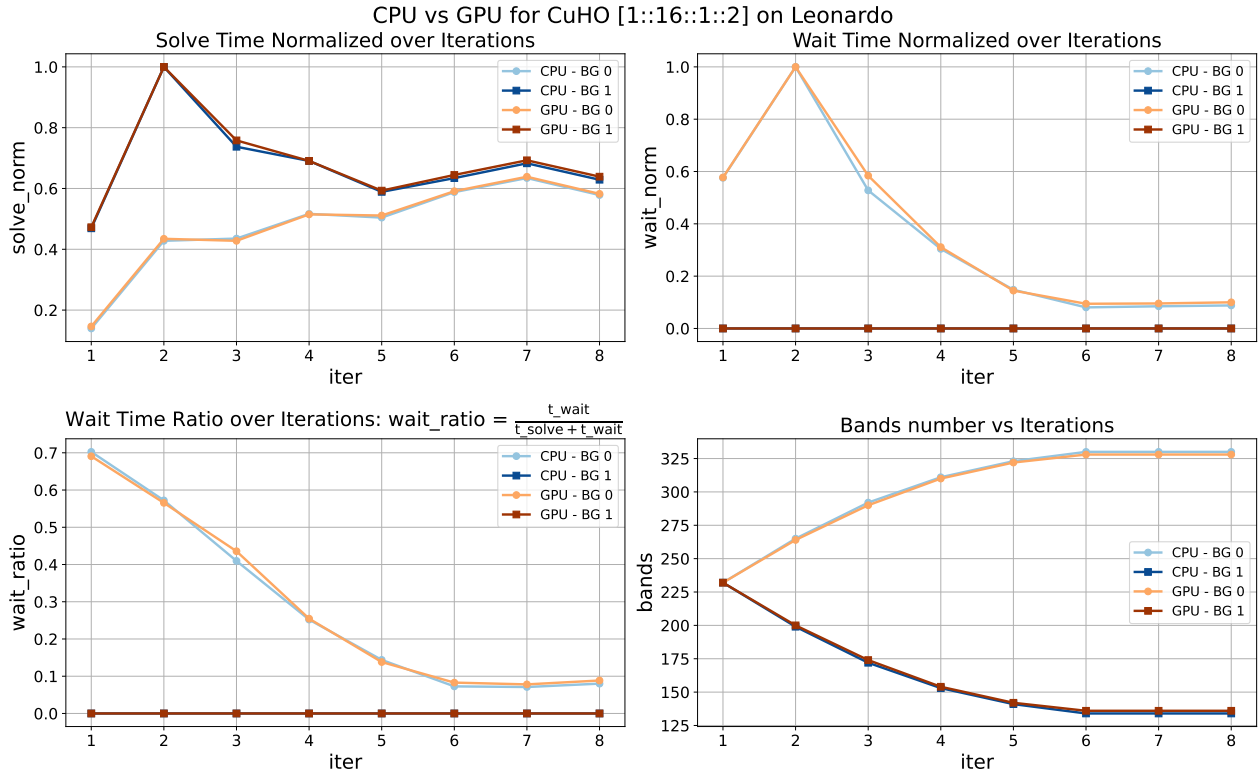 CPU vs GPU for CuHO [1::16::1::2] on Leonardo
Solve Time Normalized over Iterations
1.0
0.8
0.6
0.4
0.2
solve_norm
1 2 3 4 5 6 7 8
iter
CPU - BG 0
CPU - BG 1
GPU - BG 0
GPU - BG 1
Wait Time Normalized over Iterations
1.0
0.8
0.6
0.4
0.2
0.0
wait_norm
1 2 3 4 5 6 7 8
iter
CPU - BG 0
CPU - BG 1
GPU - BG 0
GPU - BG 1
Wait Time Ratio over Iterations: wait_ratio = t_wait / t_solve + t_wait
0.7
0.6
0.5
0.4
0.3
0.2
0.1
0.0
wait_ratio
1 2 3 4 5 6 7 8
iter
CPU - BG 0
CPU - BG 1
GPU - BG 0
GPU - BG 1
Bands number vs Iterations
325
300
275
250
225
200
175
150
125
bands
1 2 3 4 5 6 7 8
iter
CPU - BG 0
CPU - BG 1
GPU - BG 0
GPU - BG 1